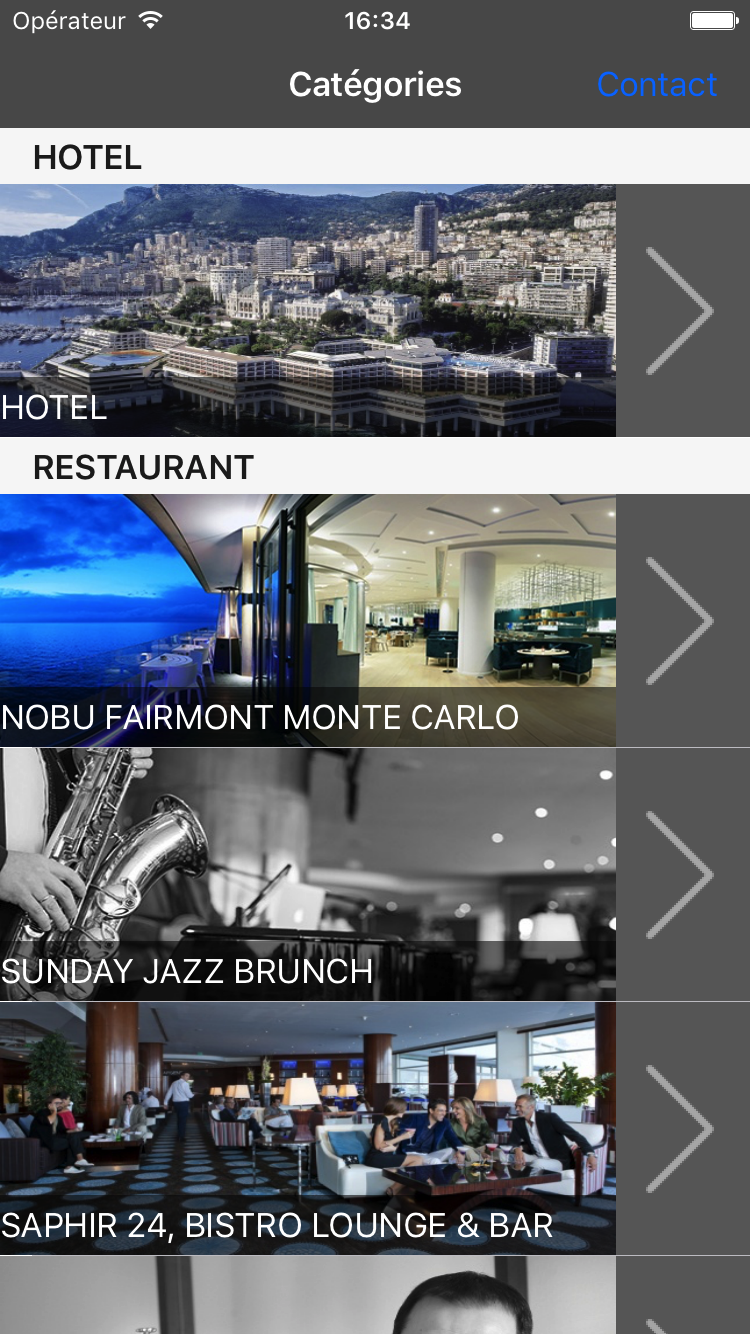 Opérateur 16:34
Catégories Contact
HOTEL
HOTEL
RESTAURANT
NOBU FAIRMONT MONTE CARLO
SUNDAY JAZZ BRUNCH
SAPHIR 24, BISTRO LOUNGE & BAR